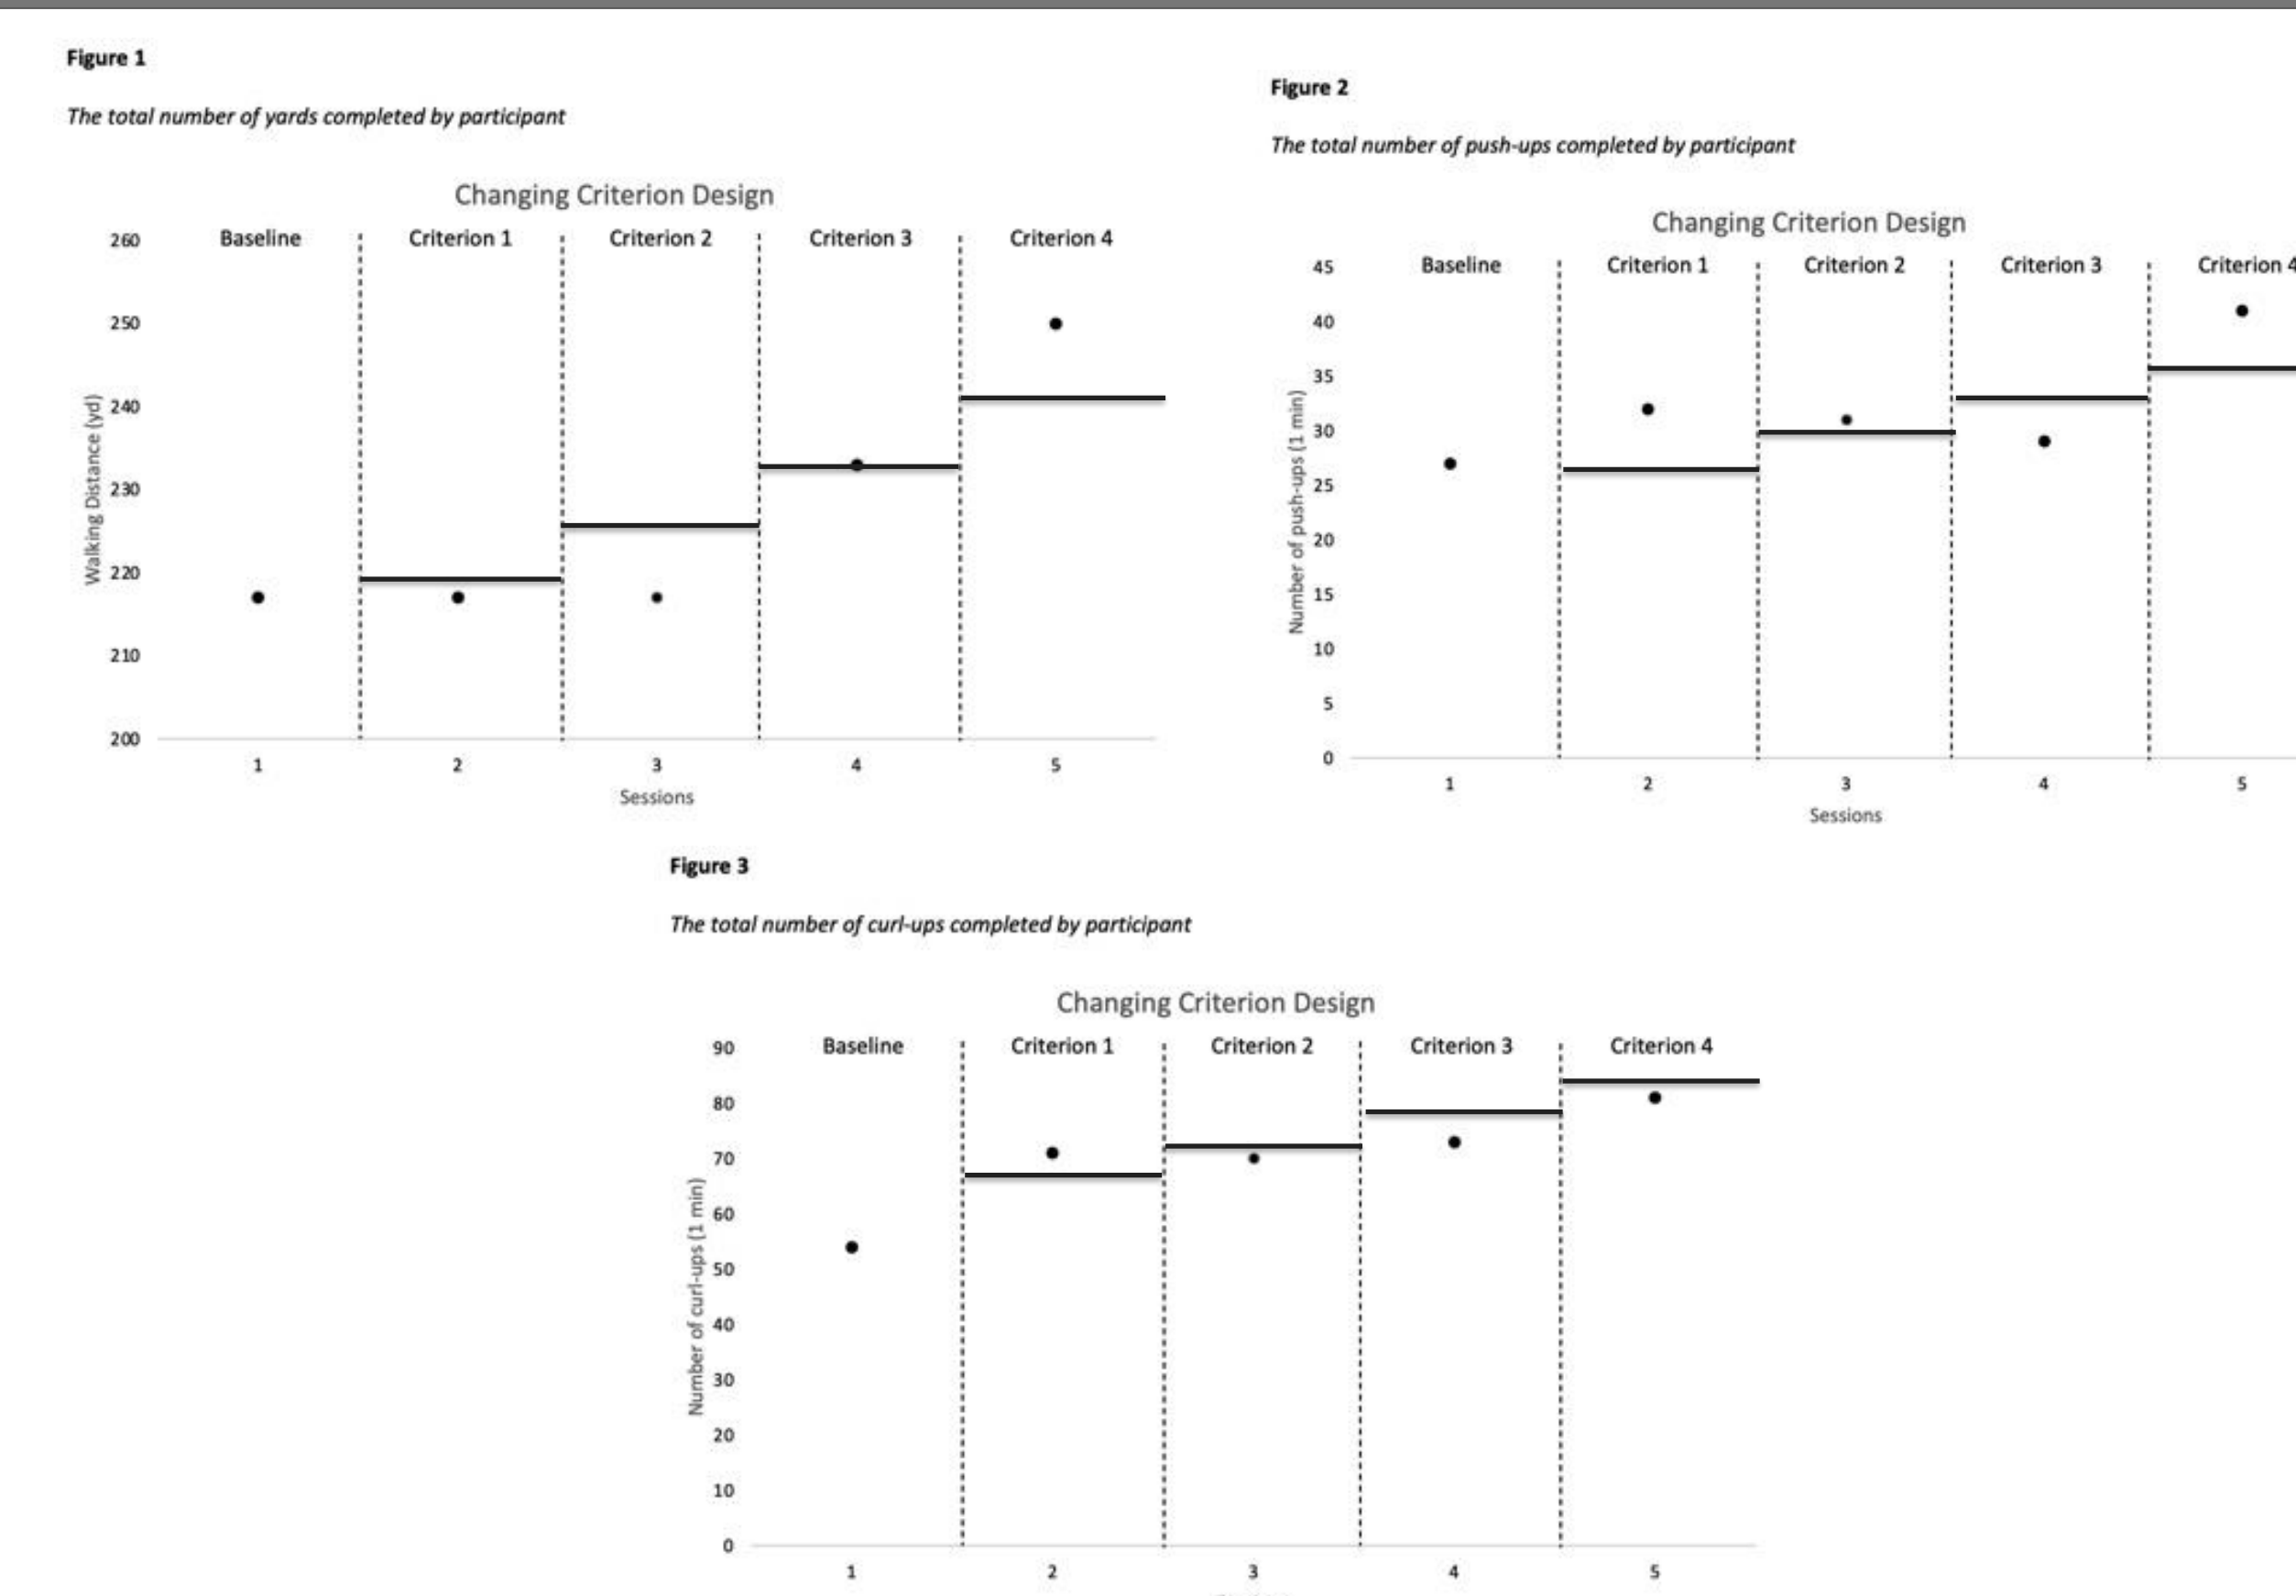 Figure 1
The total number of yards completed by participant
Changing Criterion Design
Baseline Criterion 1 Criterion 2 Criterion 3 Criterion 4
260
250
240
230
220
210
200
Walking Distance (yd)
1 2 3 4 5
Sessions
Figure 2
The total number of push-ups completed by participant
Changing Criterion Design
Baseline Criterion 1 Criterion 2 Criterion 3 Criterion 4
45
40
35
30
25
20
15
10
5
0
Number of push-ups (1 min)
1 2 3 4 5
Sessions
Figure 3
The total number of curl-ups completed by participant
Changing Criterion Design
Baseline Criterion 1 Criterion 2 Criterion 3 Criterion 4
90
80
70
60
50
40
30
20
10
0
Number of curl-ups (1 min)
1 2 3 4 5